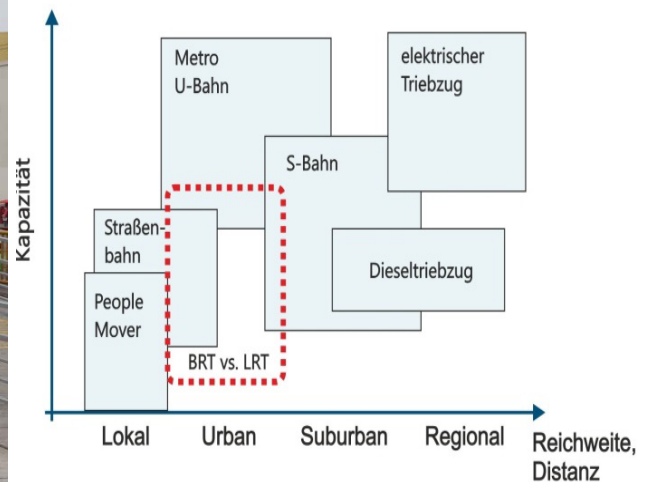 Kapazität
Metro
U-Bahn
elektrischer
Triebzug
S-Bahn
Straßen-
bahn
Dieseltriebzug
People
Mover
BRT vs. LRT
Lokal
Urban
Suburban
Regional
Reichweite,
Distanz